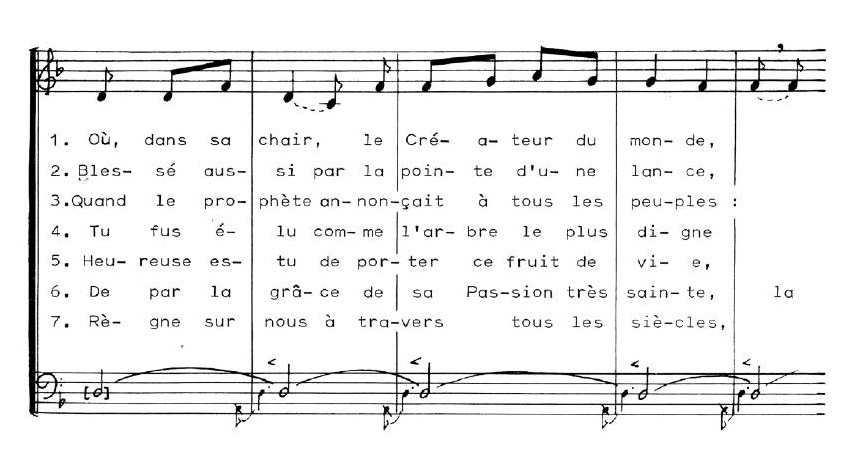 1. Où, dans sa chair, le Cré- a- teur du mon- de,
2. Bles- sé aus- si par la poin- te d'u- ne lan- ce,
3.Quand le pro- phète an- non- çait à tous les peu- ples :
4. Tu fus é- lu com- me l'ar- bre le plus di- gne
5. Heu- reuse es- tu de por- ter ce fruit de vi- e,
6. De par la grâ- ce de sa Pas- sion très sain- te, la
7. Rè- gne sur nous à tra- vers tous les siè- cles,